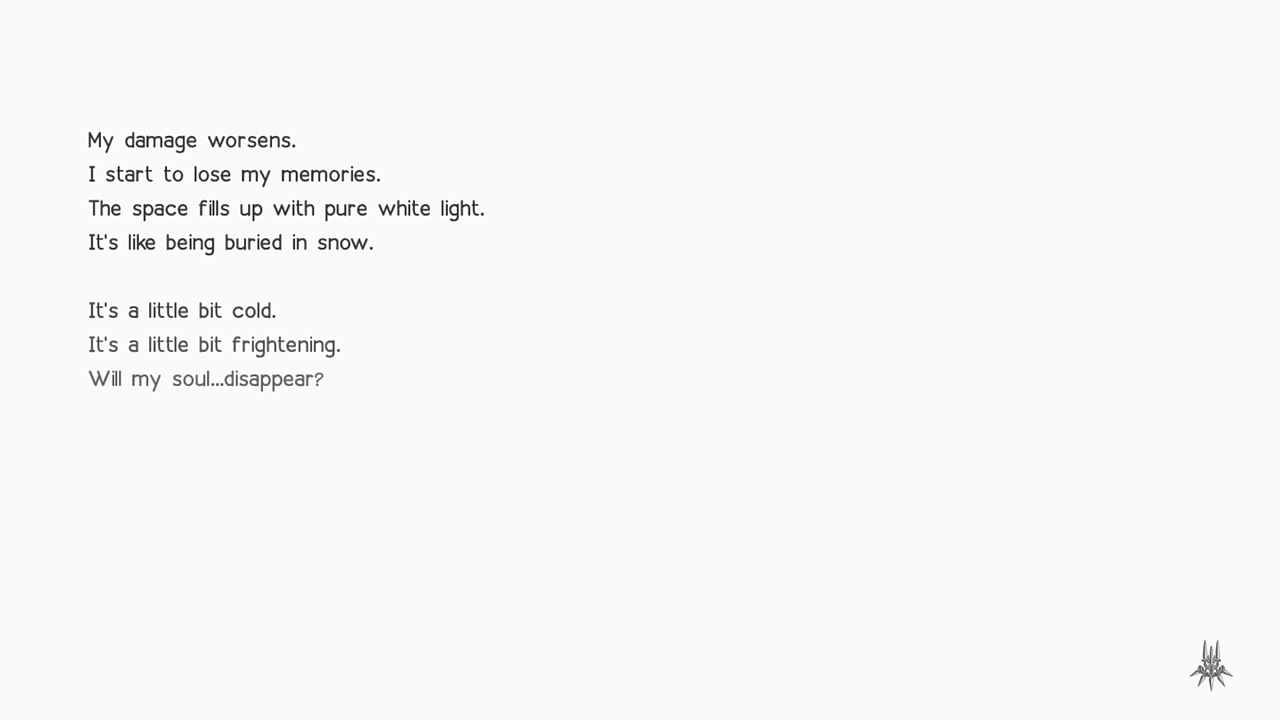 My damage worsens.
I start to lose my memories.
The space fills up with pure white light.
It's like being buried in snow.
It's a little bit cold.
It's a little bit frightening.
Will my soul...disappear?